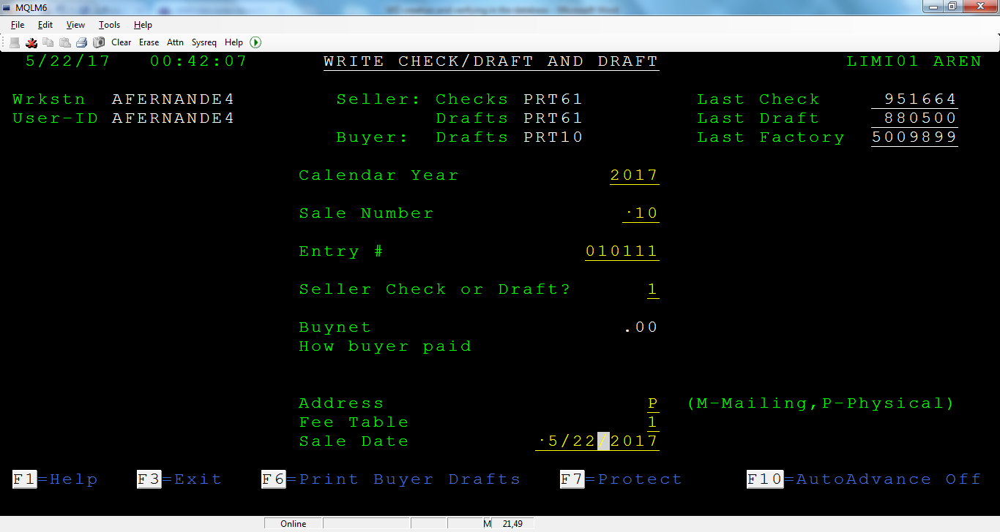 MQLM6
File Edit View Tools Help
Clear Erase Attn Sysreq Help
5/22/17 00:42:07 WRITE CHECK/DRAFT AND DRAFT LIMI01 AREN
Wrkstn AFERNANDE4 Seller: Checks PRT61 Last Check 951664
User-ID AFERNANDE4 Drafts PRT61 Last Draft 880500
Buyer: Drafts PRT10 Last Factory 5009899
Calendar Year 2017
Sale Number ·10
Entry # 010111
Seller Check or Draft? 1
Buynet .00
How buyer paid
Address P (M-Mailing,P-Physical)
Fee Table 1
Sale Date ·5/22/2017
F1=Help F3=Exit F6=Print Buyer Drafts F7=Protect F10=AutoAdvance Off
Online M 21,49